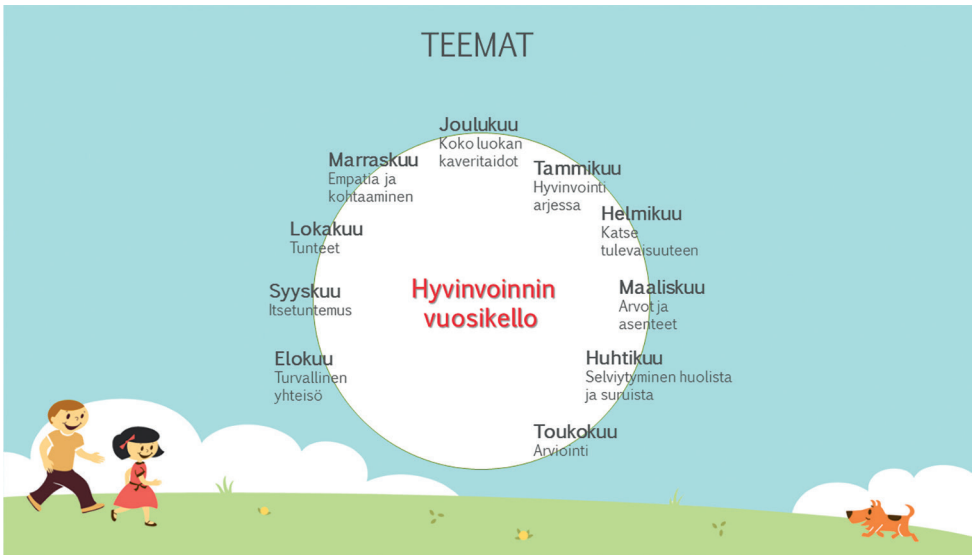 TEEMAT
Joulukuu
Koko luokan
kaveritaidot
Tammikuu
Hyvinvointi
arjessa
Helmikuu
Katse
tulevaisuuteen
Maaliskuu
Arvot ja
asenteet
Huhtikuu
Selviytyminen huolista
ja suruista
Toukokuu
Arviointi
Elokuu
Turvallinen
yhteisö
Syyskuu
Itsetuntemus
Lokakuu
Tunteet
Marraskuu
Empatia ja
kohtaaminen
Hyvinvoinnin
vuosikello